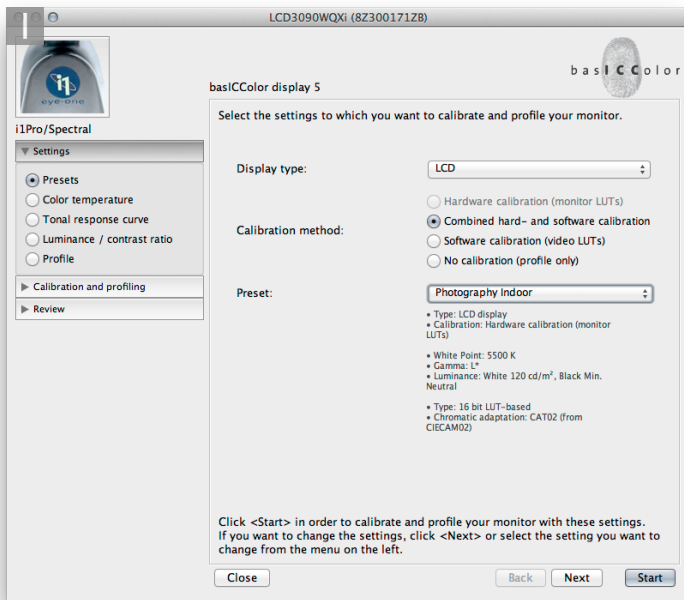 LCD3090WQXi (8Z300171ZB)
I
i1
eye-one
basICColor
basICColor display 5
i1Pro/Spectral
Select the settings to which you want to calibrate and profile your monitor.
Settings
Presets
Color temperature
Tonal response curve
Luminance / contrast ratio
Profile
Calibration and profiling
Review
Display type:
LCD
Calibration method:
Hardware calibration (monitor LUTs)
Combined hard- and software calibration
Software calibration (video LUTs)
No calibration (profile only)
Preset:
Photography Indoor
• Type: LCD display
• Calibration: Hardware calibration (monitor
LUTs)
• White Point: 5500 K
• Gamma: L*
• Luminance: White 120 cd/m², Black Min.
Neutral
• Type: 16 bit LUT-based
• Chromatic adaptation: CAT02 (from
CIECAM02)
Click <Start> in order to calibrate and profile your monitor with these settings.
If you want to change the settings, click <Next> or select the setting you want to
change from the menu on the left.
Close
Back
Next
Start